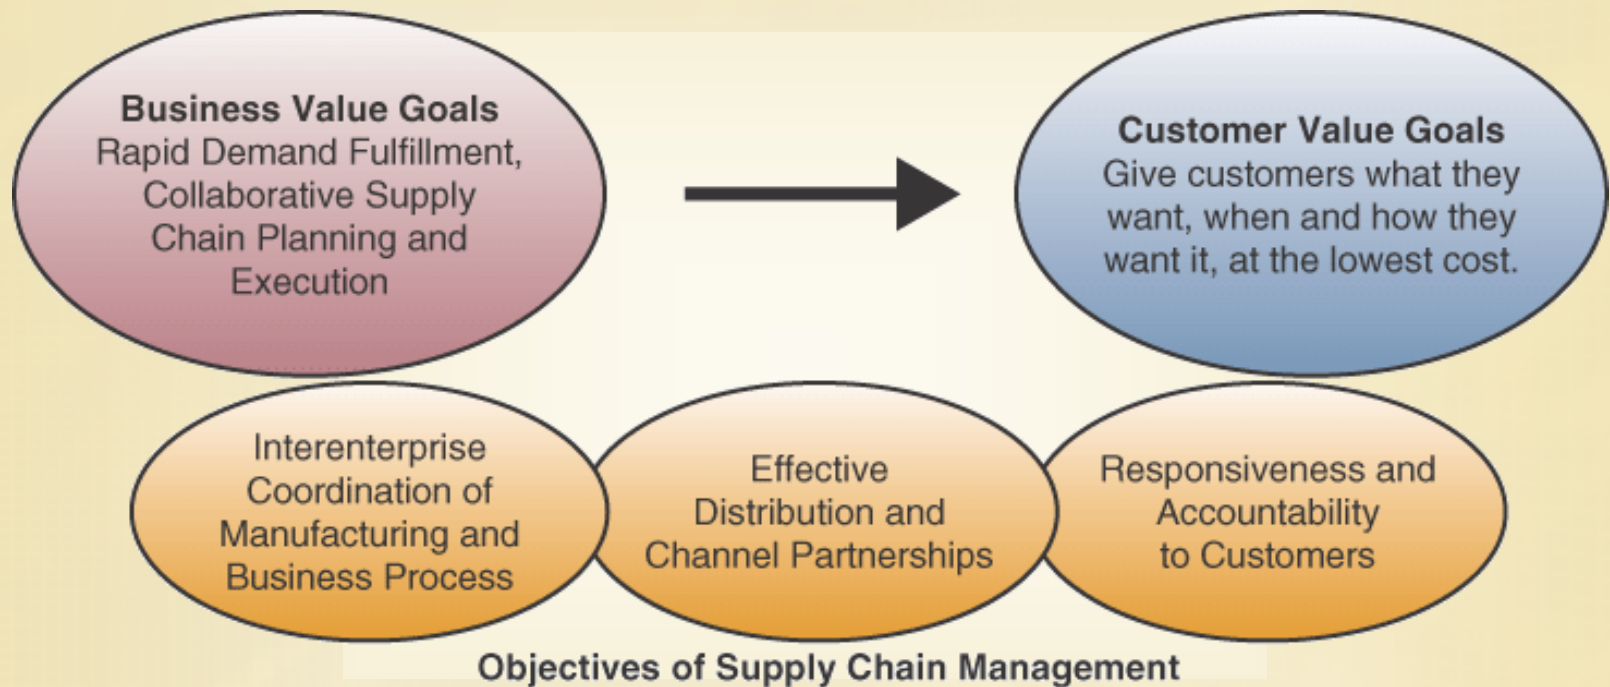 Business Value Goals
Rapid Demand Fulfillment,
Collaborative Supply
Chain Planning and
Execution
Customer Value Goals
Give customers what they
want, when and how they
want it, at the lowest cost.
Interenterprise
Coordination of
Manufacturing and
Business Process
Effective
Distribution and
Channel Partnerships
Responsiveness and
Accountability
to Customers
Objectives of Supply Chain Management